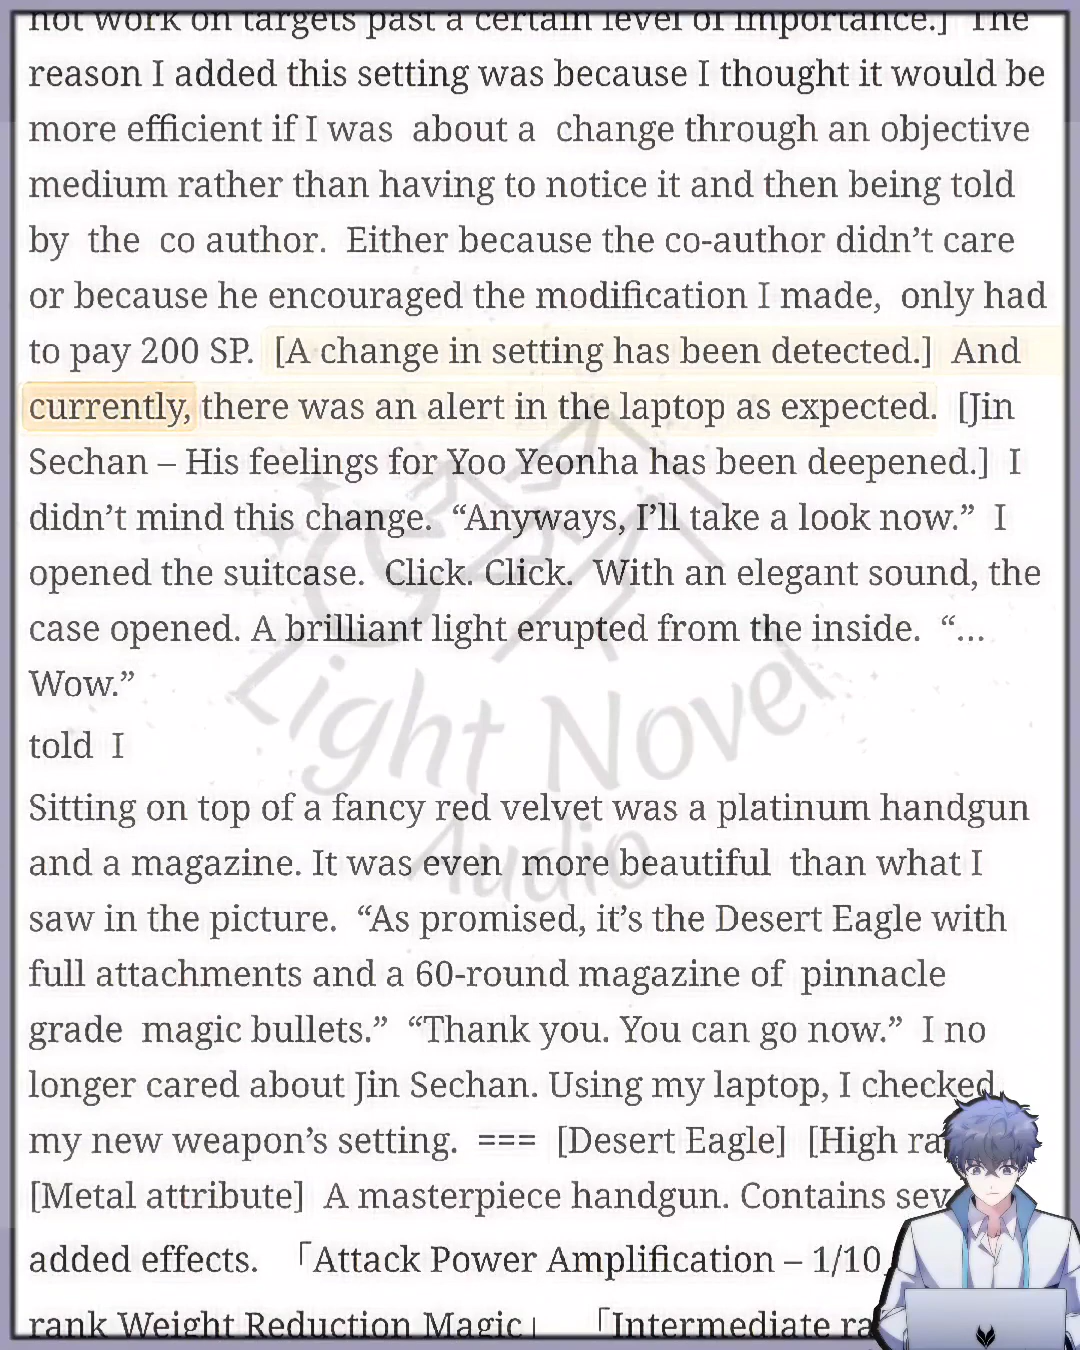 not work on targets past a certain level of importance.]  The
reason I added this setting was because I thought it would be
more efficient if I was  about a  change through an objective
medium rather than having to notice it and then being told
by  the  co author.  Either because the co-author didn’t care
or because he encouraged the modification I made,  only had
to pay 200 SP.  [A change in setting has been detected.]  And
currently, there was an alert in the laptop as expected.  [Jin
Sechan – His feelings for Yoo Yeonha has been deepened.]  I
didn’t mind this change.  “Anyways, I’ll take a look now.”  I
opened the suitcase.  Click. Click.  With an elegant sound, the
case opened. A brilliant light erupted from the inside.  “…
Wow.”
told  I
Sitting on top of a fancy red velvet was a platinum handgun
and a magazine. It was even  more beautiful  than what I
saw in the picture.  “As promised, it’s the Desert Eagle with
full attachments and a 60-round magazine of  pinnacle
grade  magic bullets.”  “Thank you. You can go now.”  I no
longer cared about Jin Sechan. Using my laptop, I checked
my new weapon’s setting.  ===  [Desert Eagle]  [High
[Metal attribute]  A masterpiece handgun. Contains
added effects.  「Attack Power Amplification – 1/10
rank Weight Reduction Magic」  「Intermediate
Light Novel
Audio